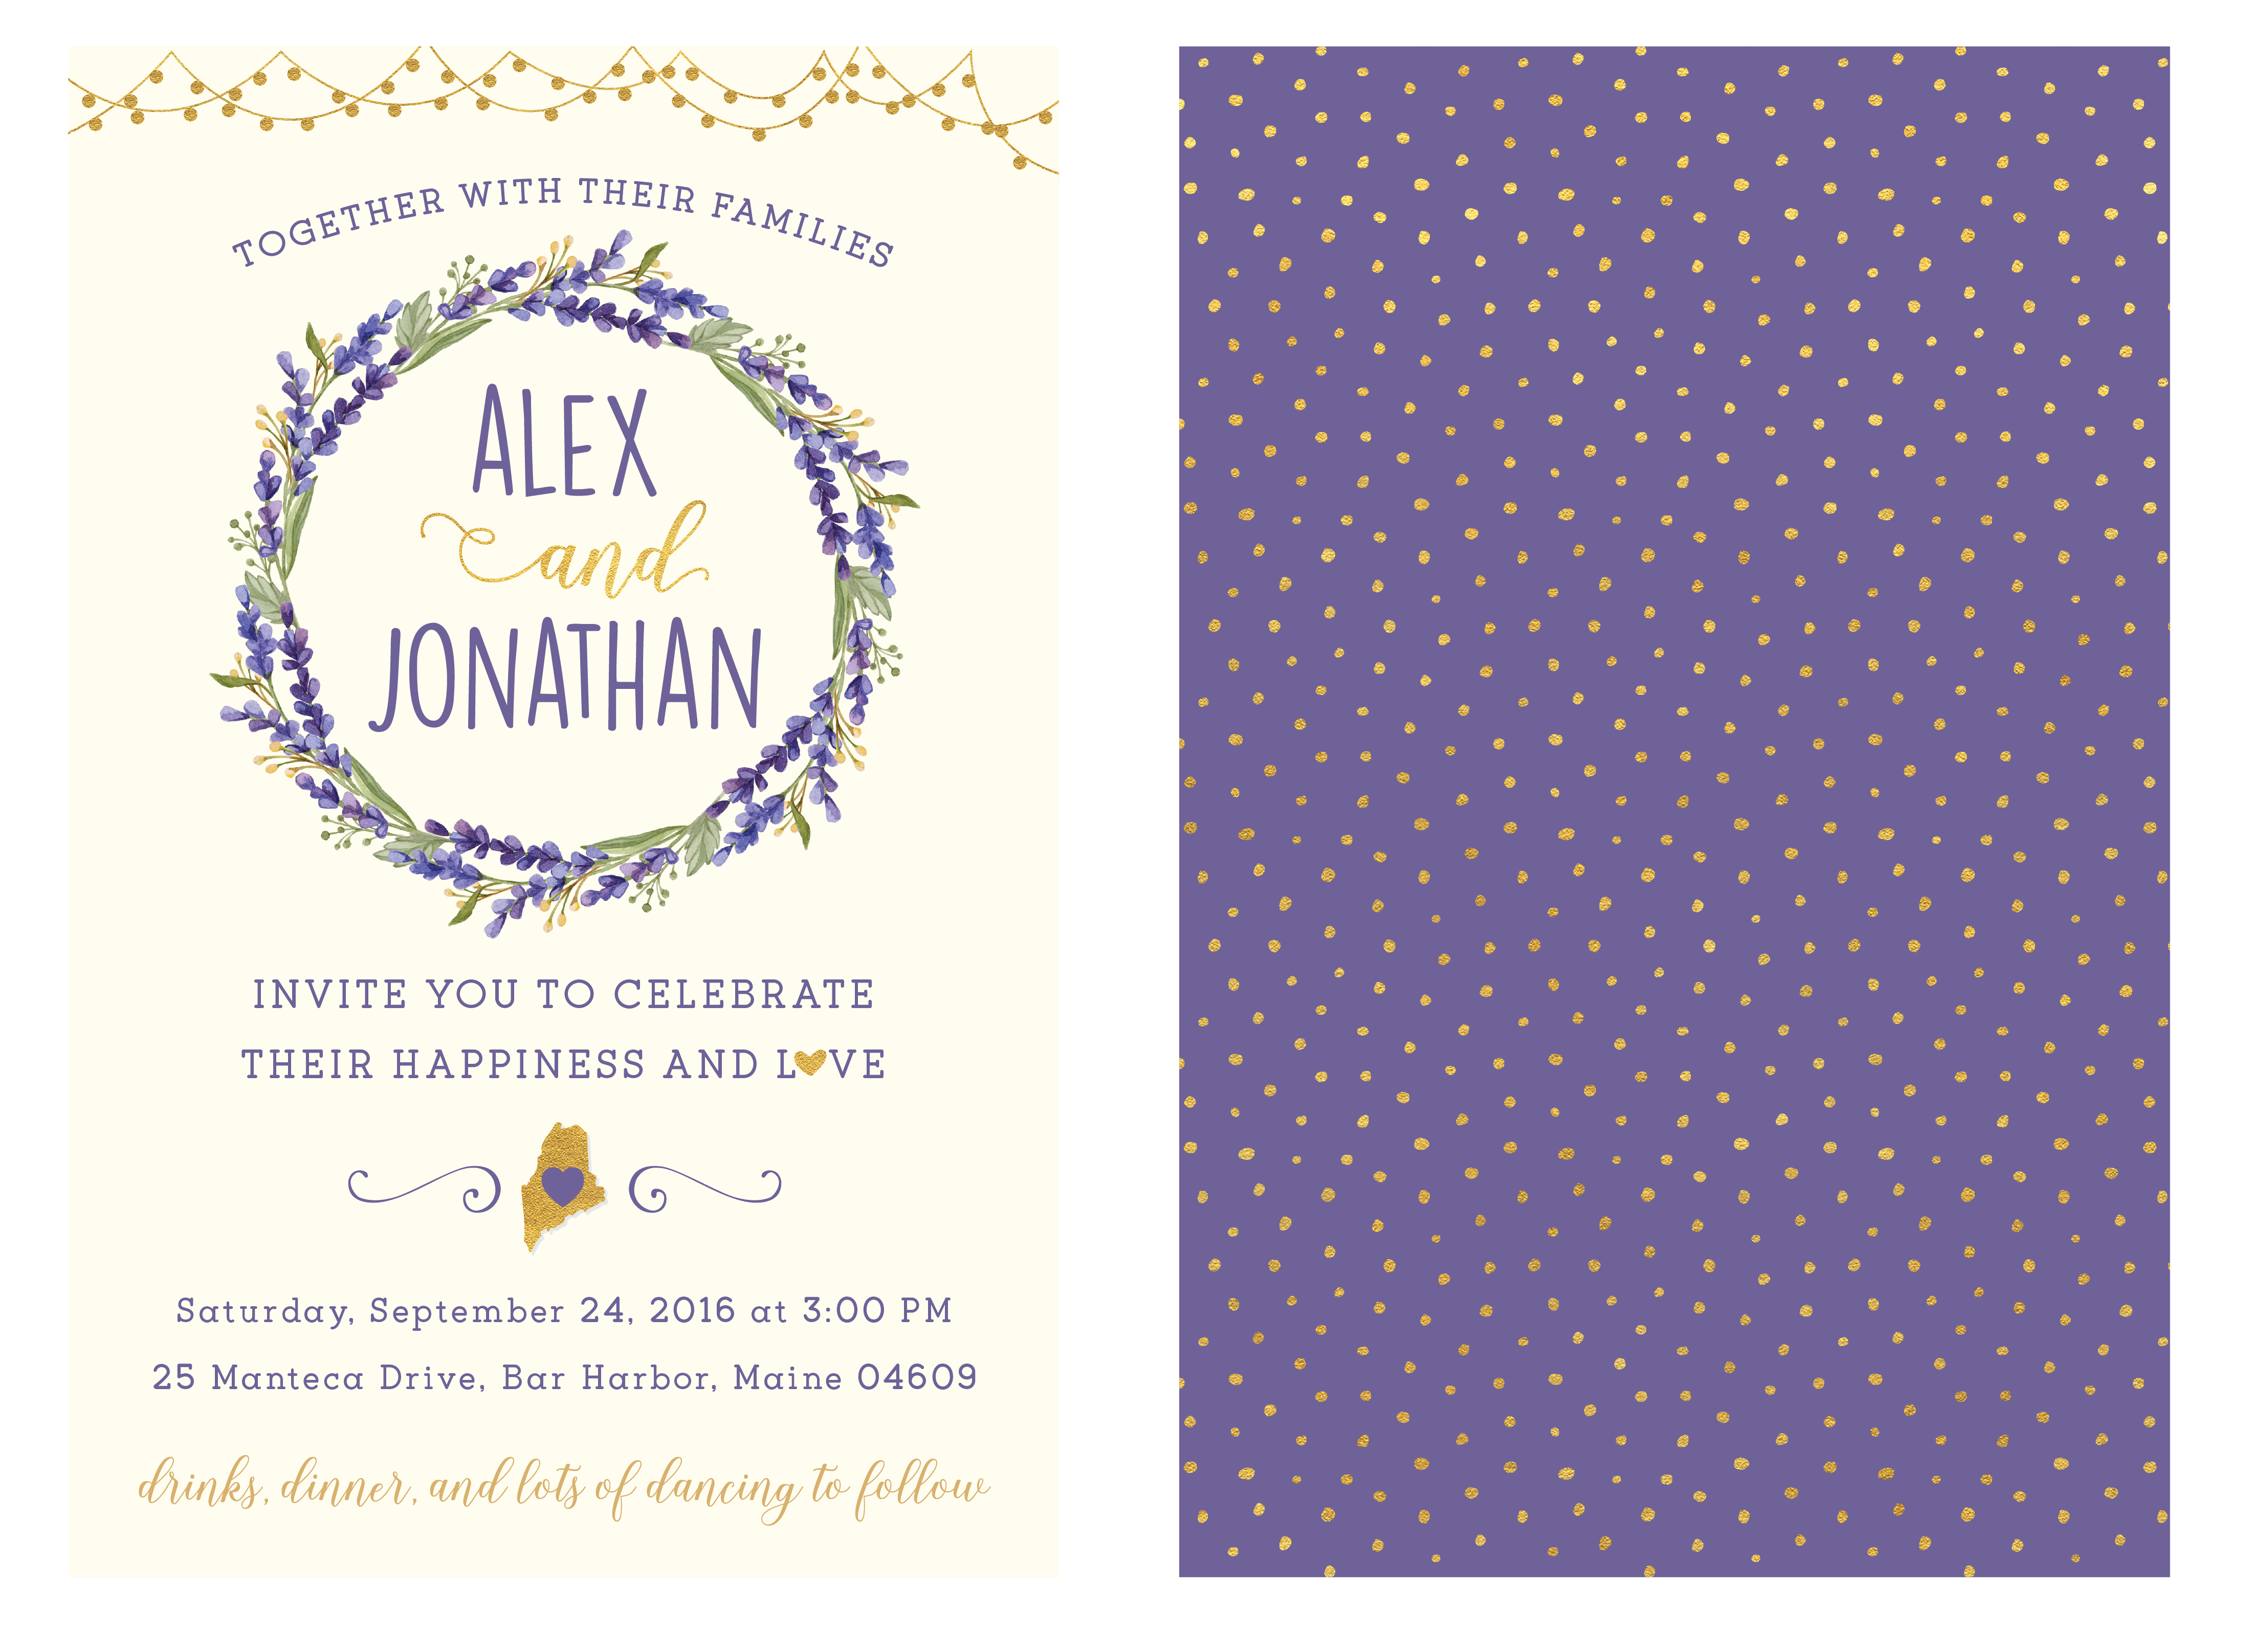 TOGETHER WITH THEIR FAMILIES
ALEX
and
JONATHAN
INVITE YOU TO CELEBRATE
THEIR HAPPINESS AND L♥VE
Saturday, September 24, 2016 at 3:00 PM
25 Manteca Drive, Bar Harbor, Maine 04609
drinks, dinner, and lots of dancing to follow